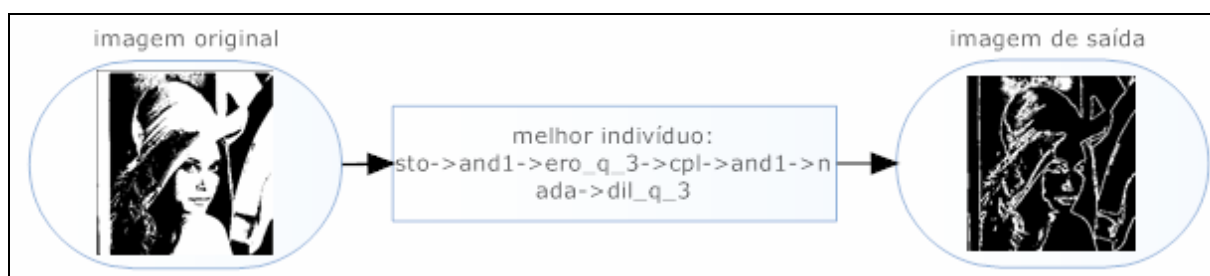 imagem original
melhor indivíduo:
sto->and1->ero_q_3->cpl->and1->n
ada->dil_q_3
imagem de saída